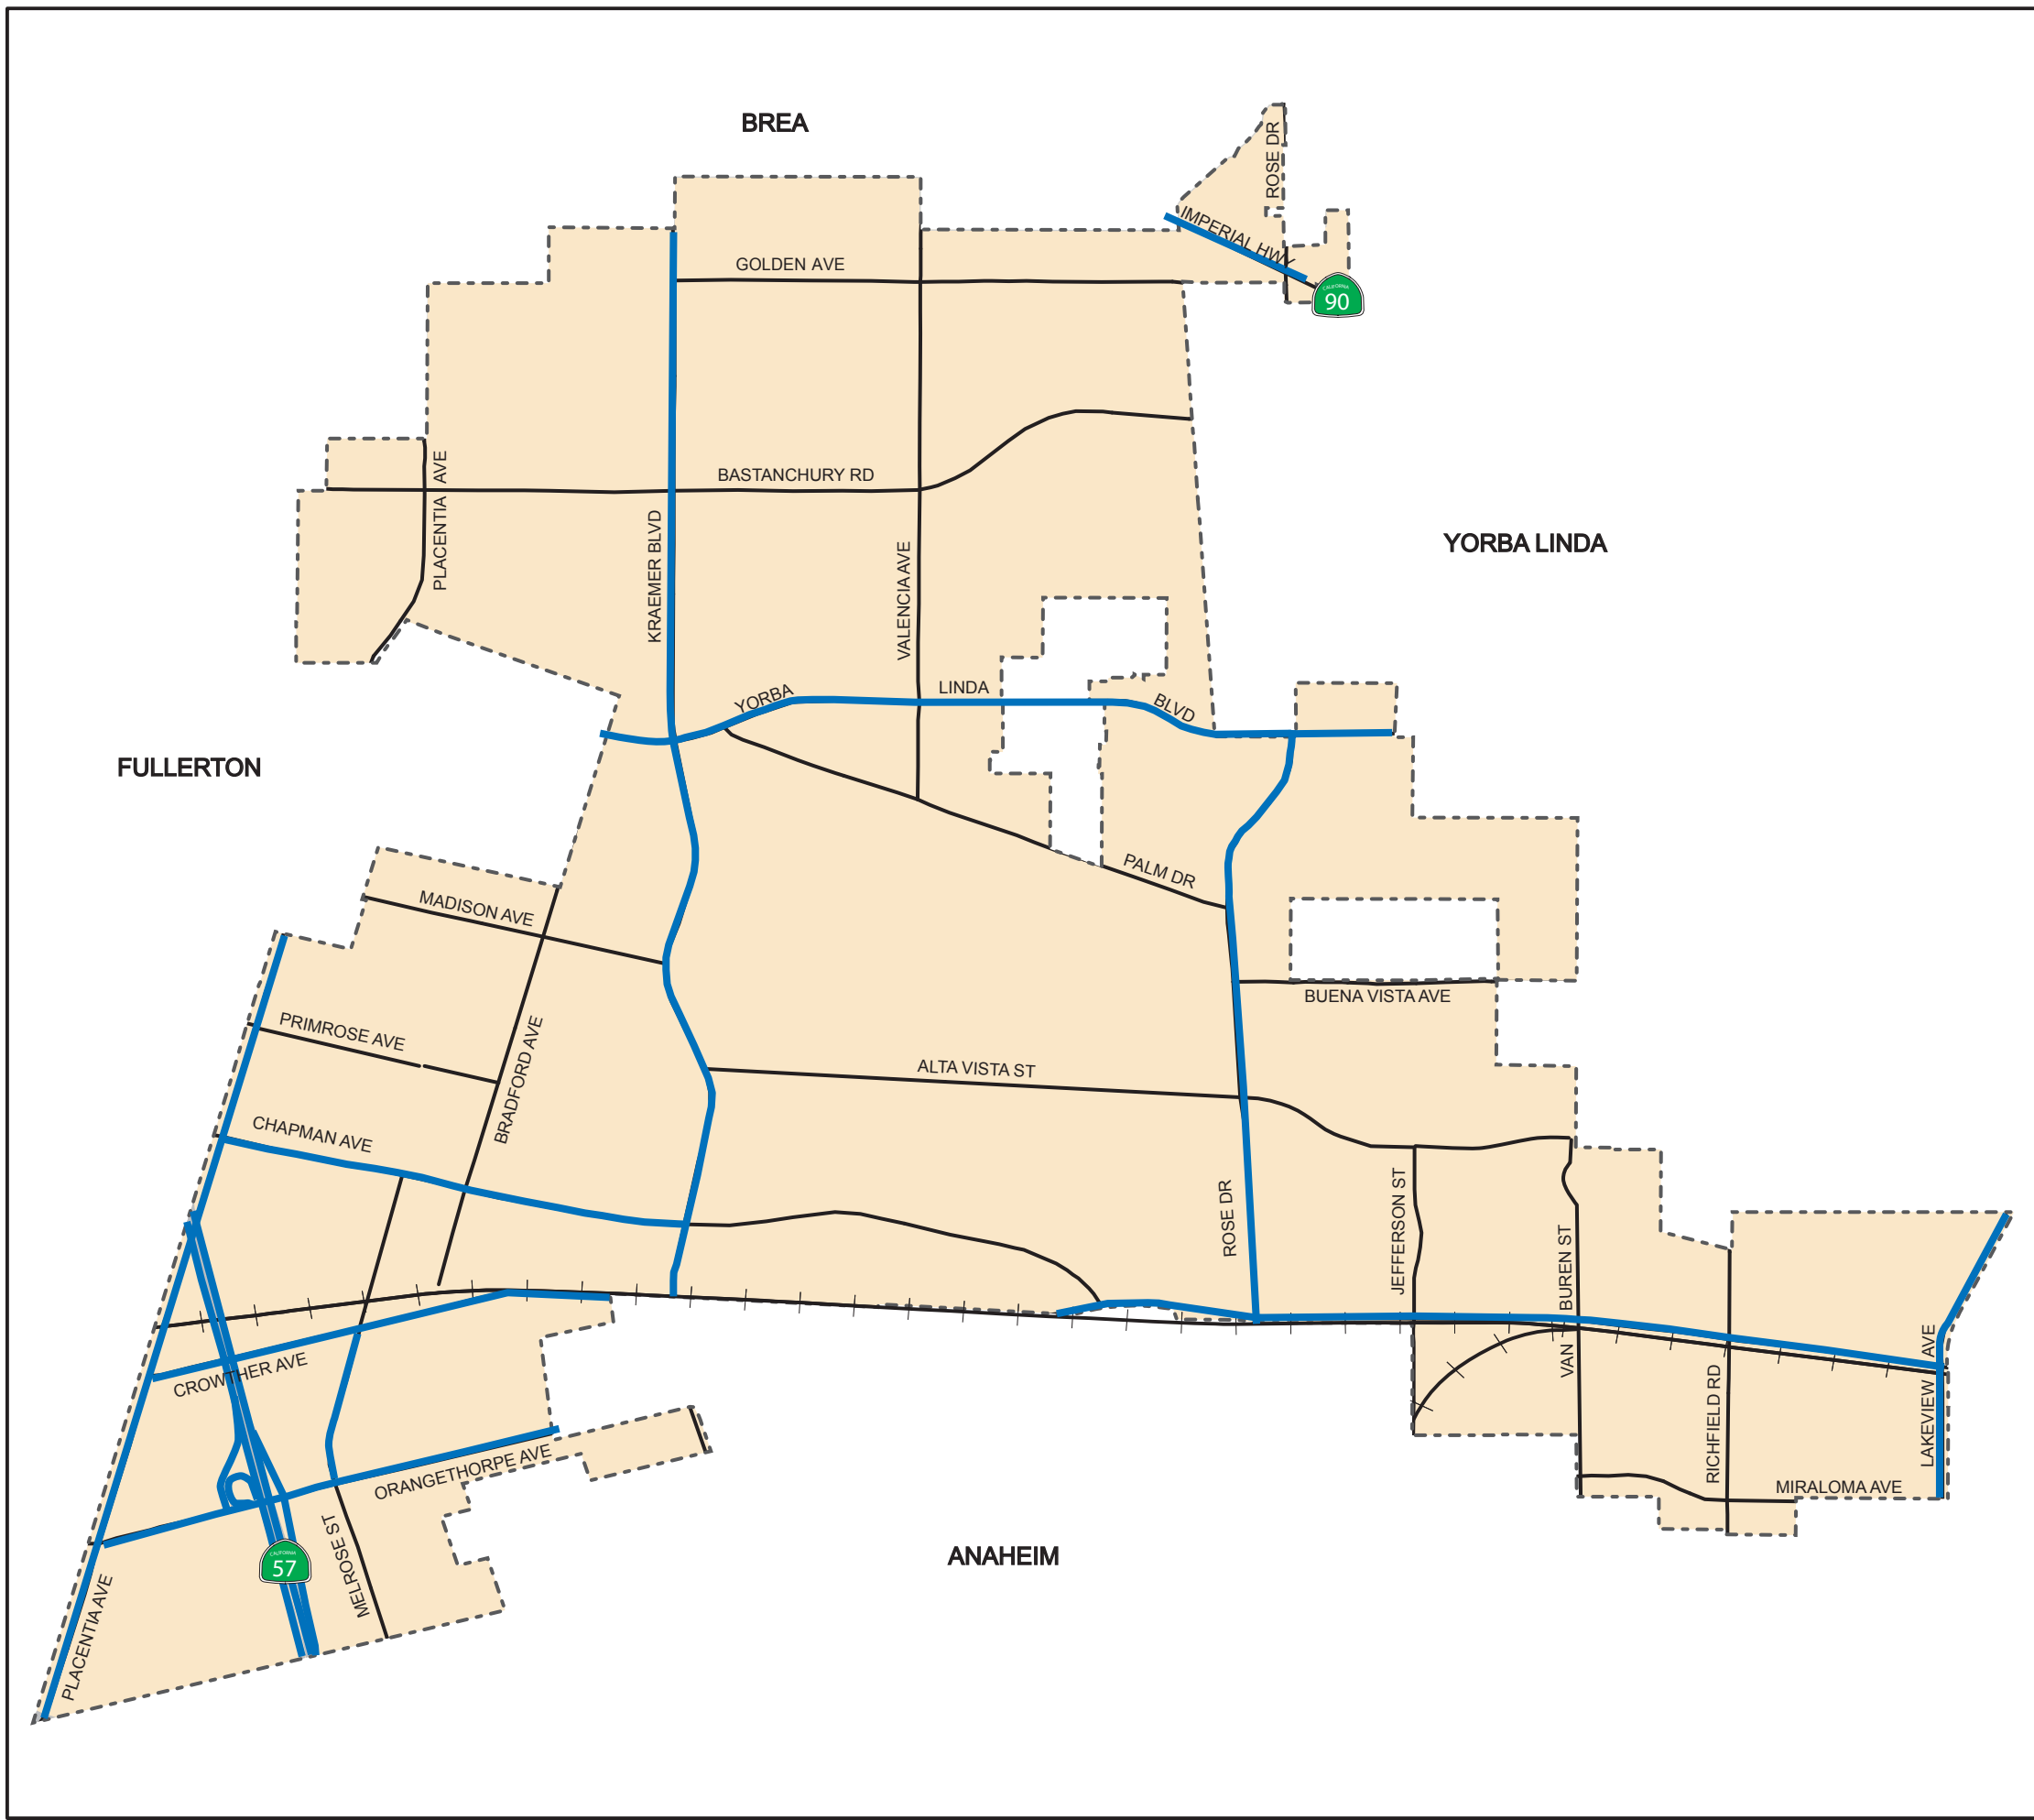 BREA
ROSE DR
IMPERIAL HWY
GOLDEN AVE
CALIFORNIA
90
PLACENTIA AVE
BASTANCHURY RD
KRAEMER BLVD
VALENCIA AVE
YORBA LINDA
YORBA LINDA BLVD
FULLERTON
PALM DR
MADISON AVE
BUENA VISTA AVE
PRIMROSE AVE
BRADFORD AVE
ALTA VISTA ST
CHAPMAN AVE
ROSE DR
JEFFERSON ST
VAN BUREN ST
RICHFIELD RD
LAKEVIEW AVE
CROWTHER AVE
ORANGETHORPE AVE
MIRALOMA AVE
MELROSE ST
CALIFORNIA
57
ANAHEIM
PLACENTIA AVE